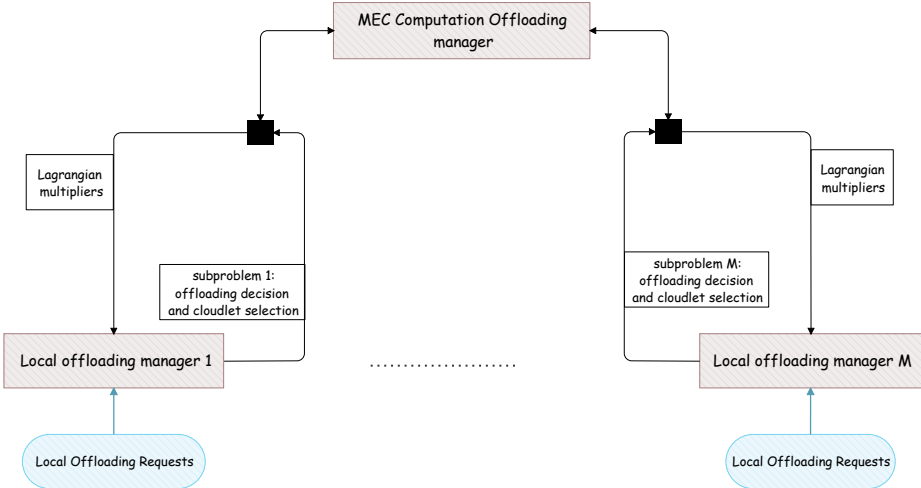 MEC Computation Offloading
manager
Lagrangian
multipliers
Lagrangian
multipliers
subproblem 1:
offloading decision
and cloudlet selection
subproblem M:
offloading decision
and cloudlet selection
Local offloading manager 1
Local offloading manager M
Local Offloading Requests
Local Offloading Requests